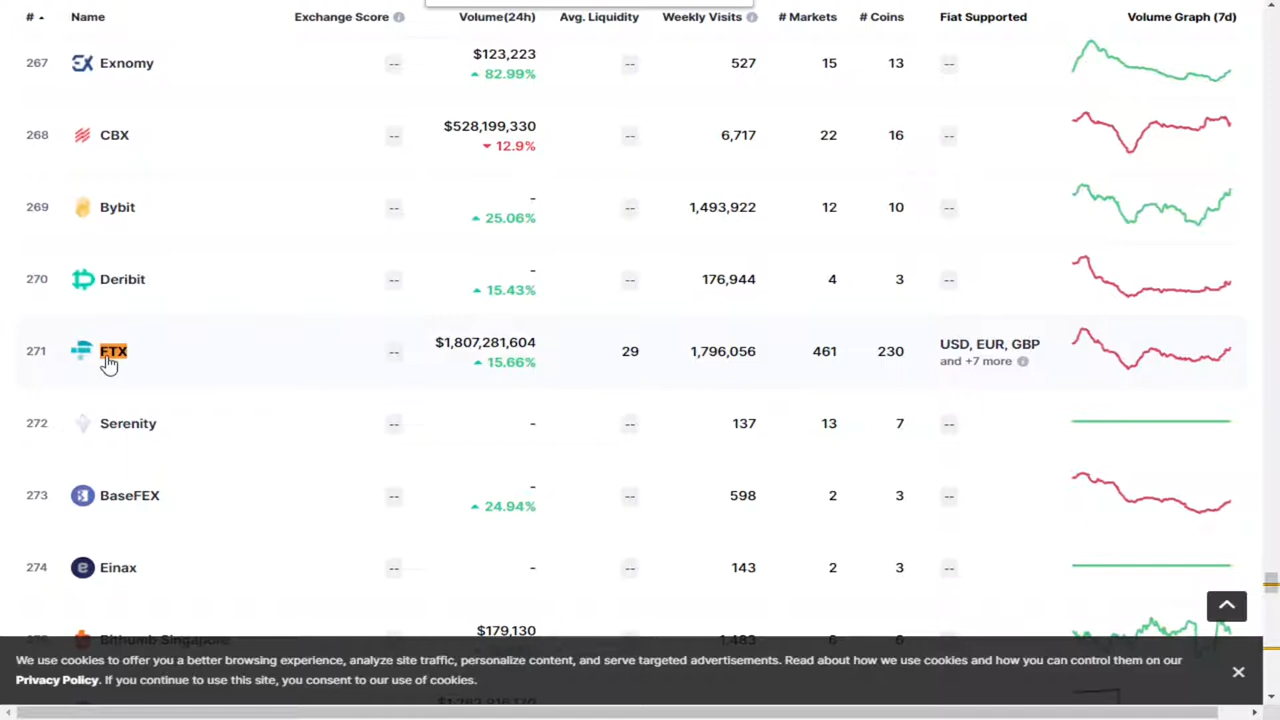 # Name Exchange Score Volume(24h) Avg. Liquidity Weekly Visits # Markets # Coins Fiat Supported Volume Graph (7d)
267 Exnomy -- $123,223 -- 527 15 13 --
82.99%
268 CBX -- $528,199,330 -- 6,717 22 16 --
12.9%
269 Bybit -- - -- 1,493,922 12 10 --
25.06%
270 Deribit -- - -- 176,944 4 3 --
15.43%
271 FTX -- $1,807,281,604 29 1,796,056 461 230 USD, EUR, GBP
15.66% and +7 more
272 Serenity -- - -- 137 13 7 --
273 BaseFEX -- - -- 598 2 3 --
24.94%
274 Einax -- - -- 143 2 3 --
Bithumb Singapore $179,130 1,483
We use cookies to offer you a better browsing experience, analyze site traffic, personalize content, and serve targeted advertisements. Read about how we use cookies and how you can control them on our
Privacy Policy. If you continue to use this site, you consent to our use of cookies.